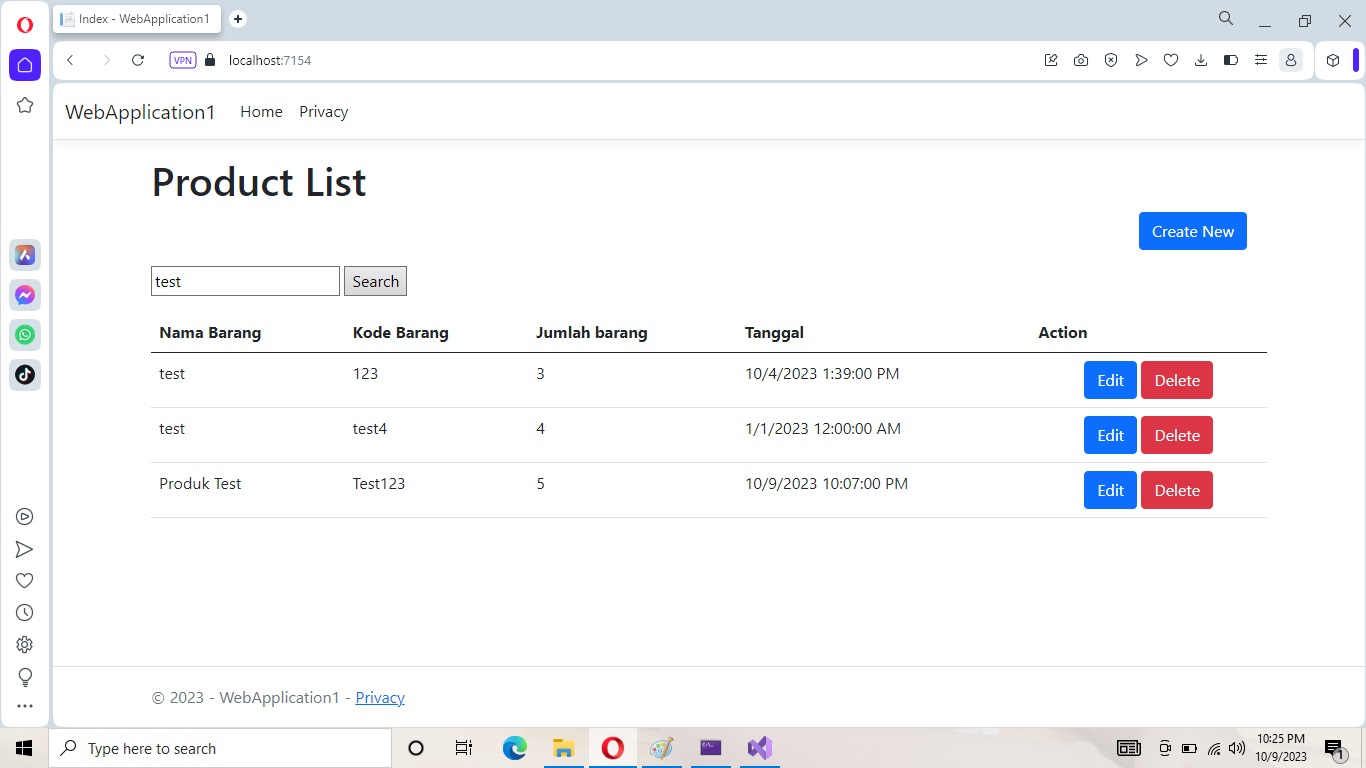 Index - WebApplication1
VPN localhost:7154
WebApplication1 Home Privacy
Product List
Create New
test Search
Nama Barang Kode Barang Jumlah barang Tanggal Action
test 123 3 10/4/2023 1:39:00 PM Edit Delete
test test4 4 1/1/2023 12:00:00 AM Edit Delete
Produk Test Test123 5 10/9/2023 10:07:00 PM Edit Delete
© 2023 - WebApplication1 - Privacy
Type here to search
10:25 PM
10/9/2023
1